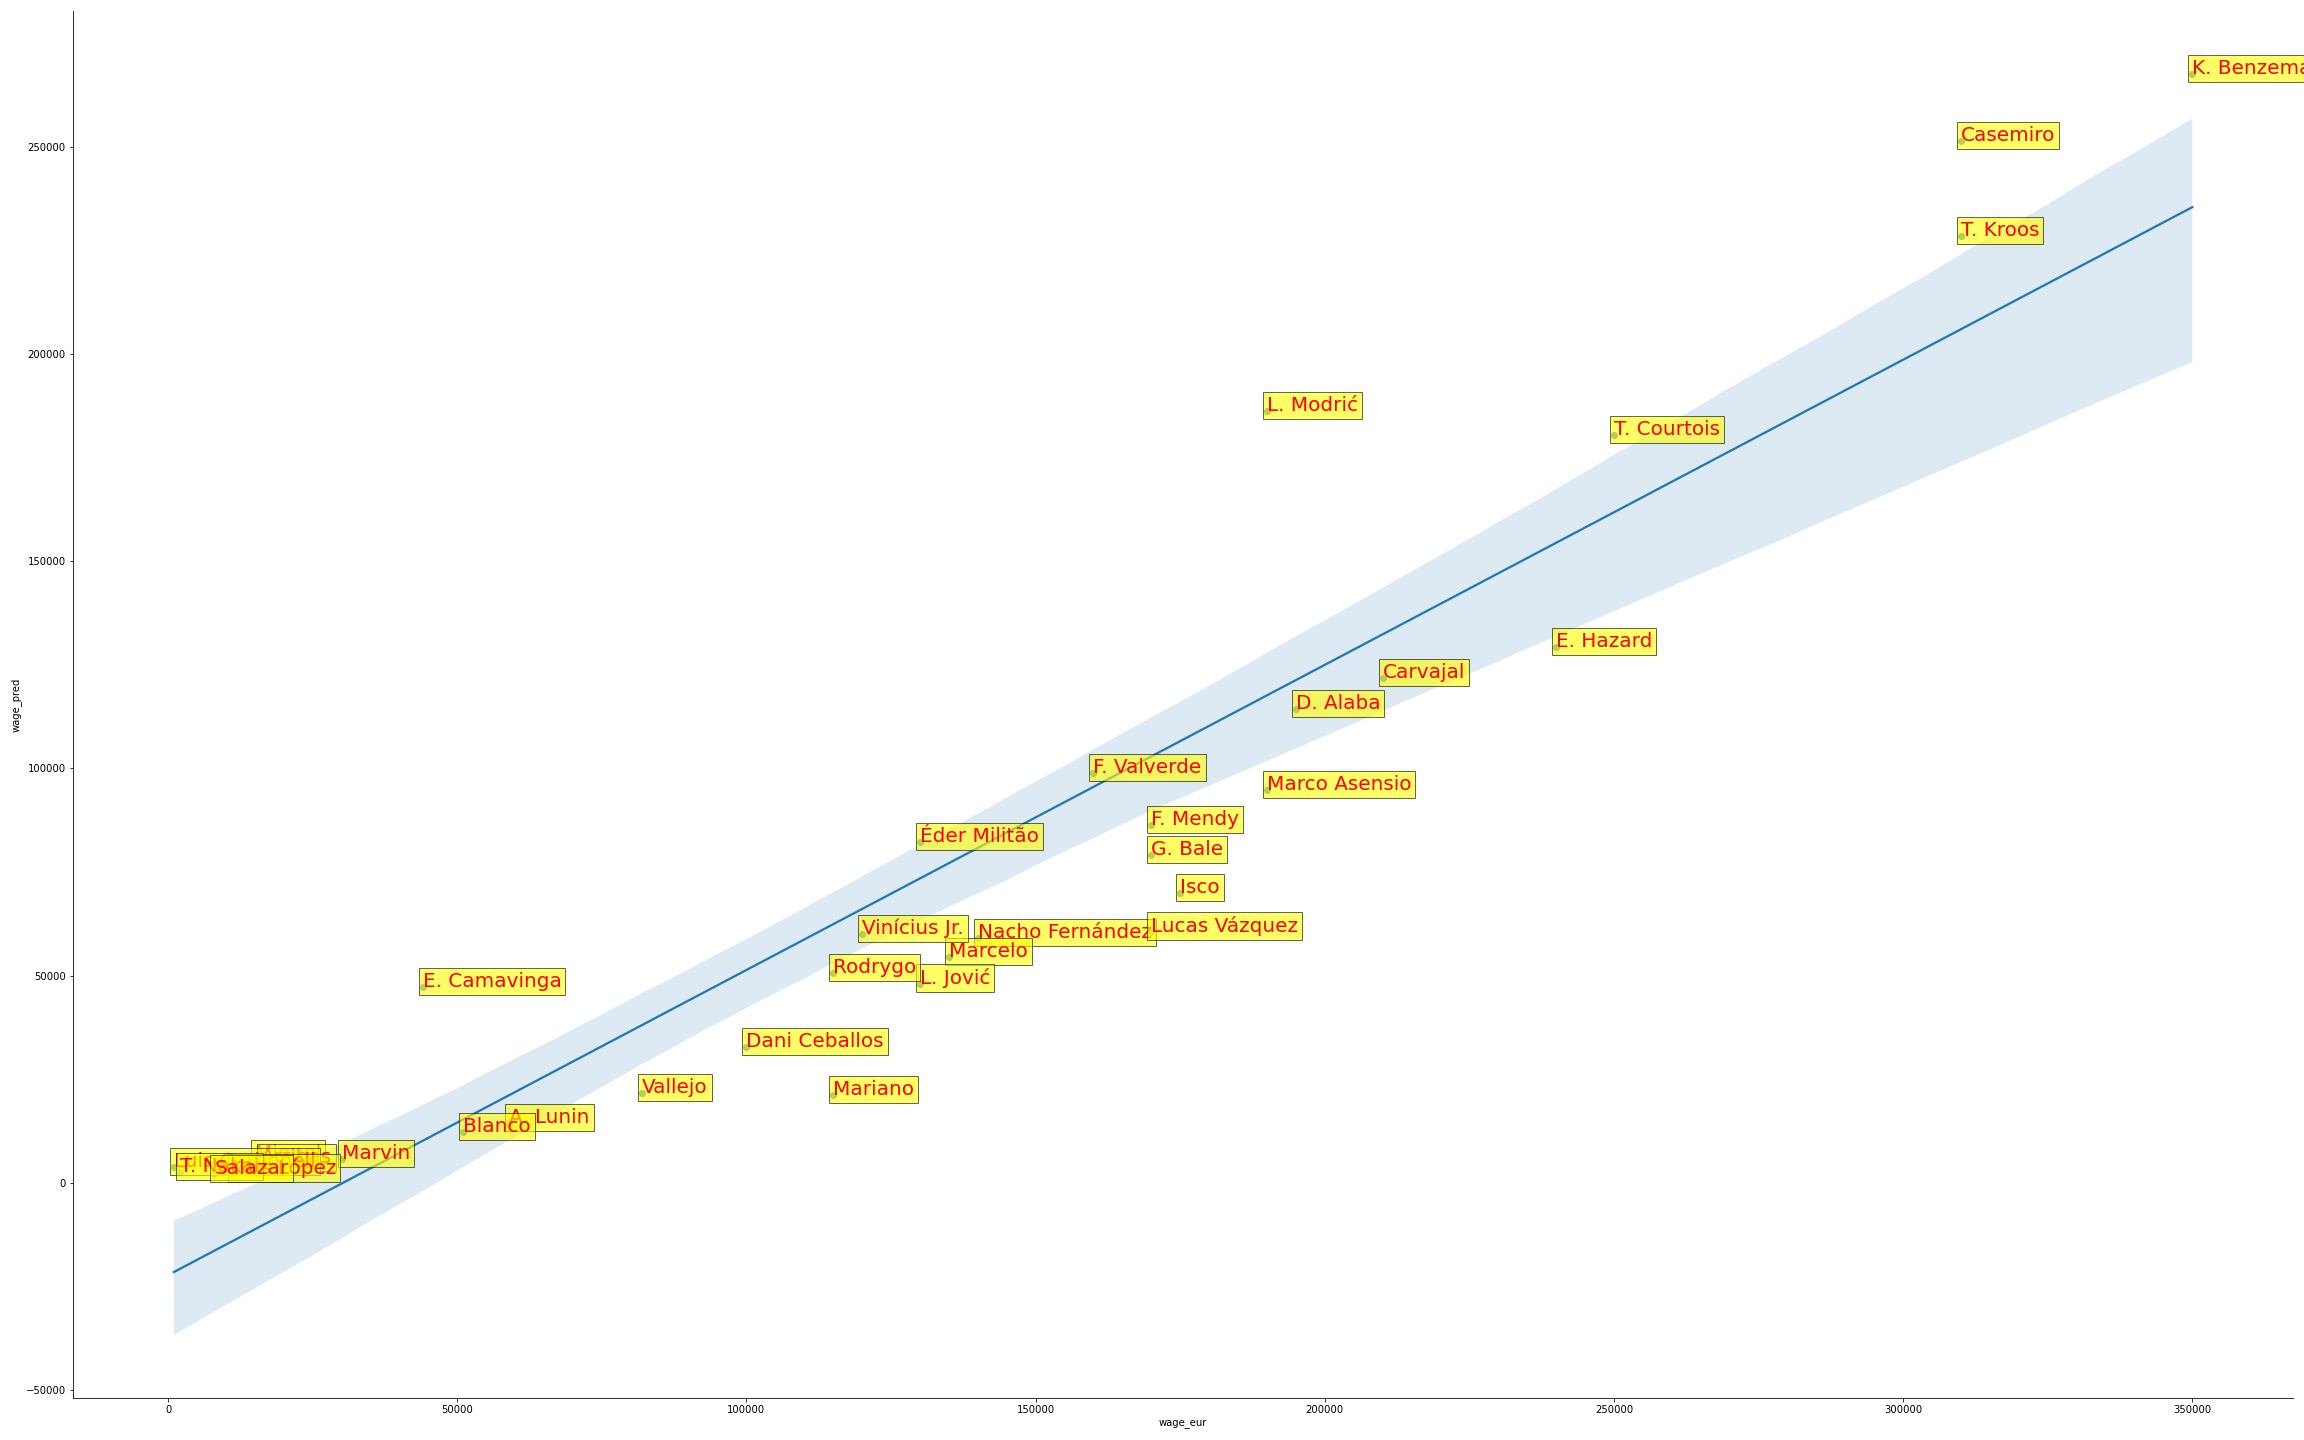 K. Benzema
Casemiro
250000
T. Kroos
200000
L. Modrić
T. Courtois
150000
E. Hazard
Carvajal
wage_pred
D. Alaba
100000
F. Valverde
Marco Asensio
F. Mendy
Éder Militão
G. Bale
Isco
Lucas Vázquez
Vinícius Jr.
Nacho Fernández
Marcelo
Rodrygo
50000
E. Camavinga
L. Jović
Dani Ceballos
Vallejo
Mariano
A. Lunin
Blanco
Marvin
Salazar
0
−50000
0
50000
100000
150000
200000
250000
300000
350000
wage_eur